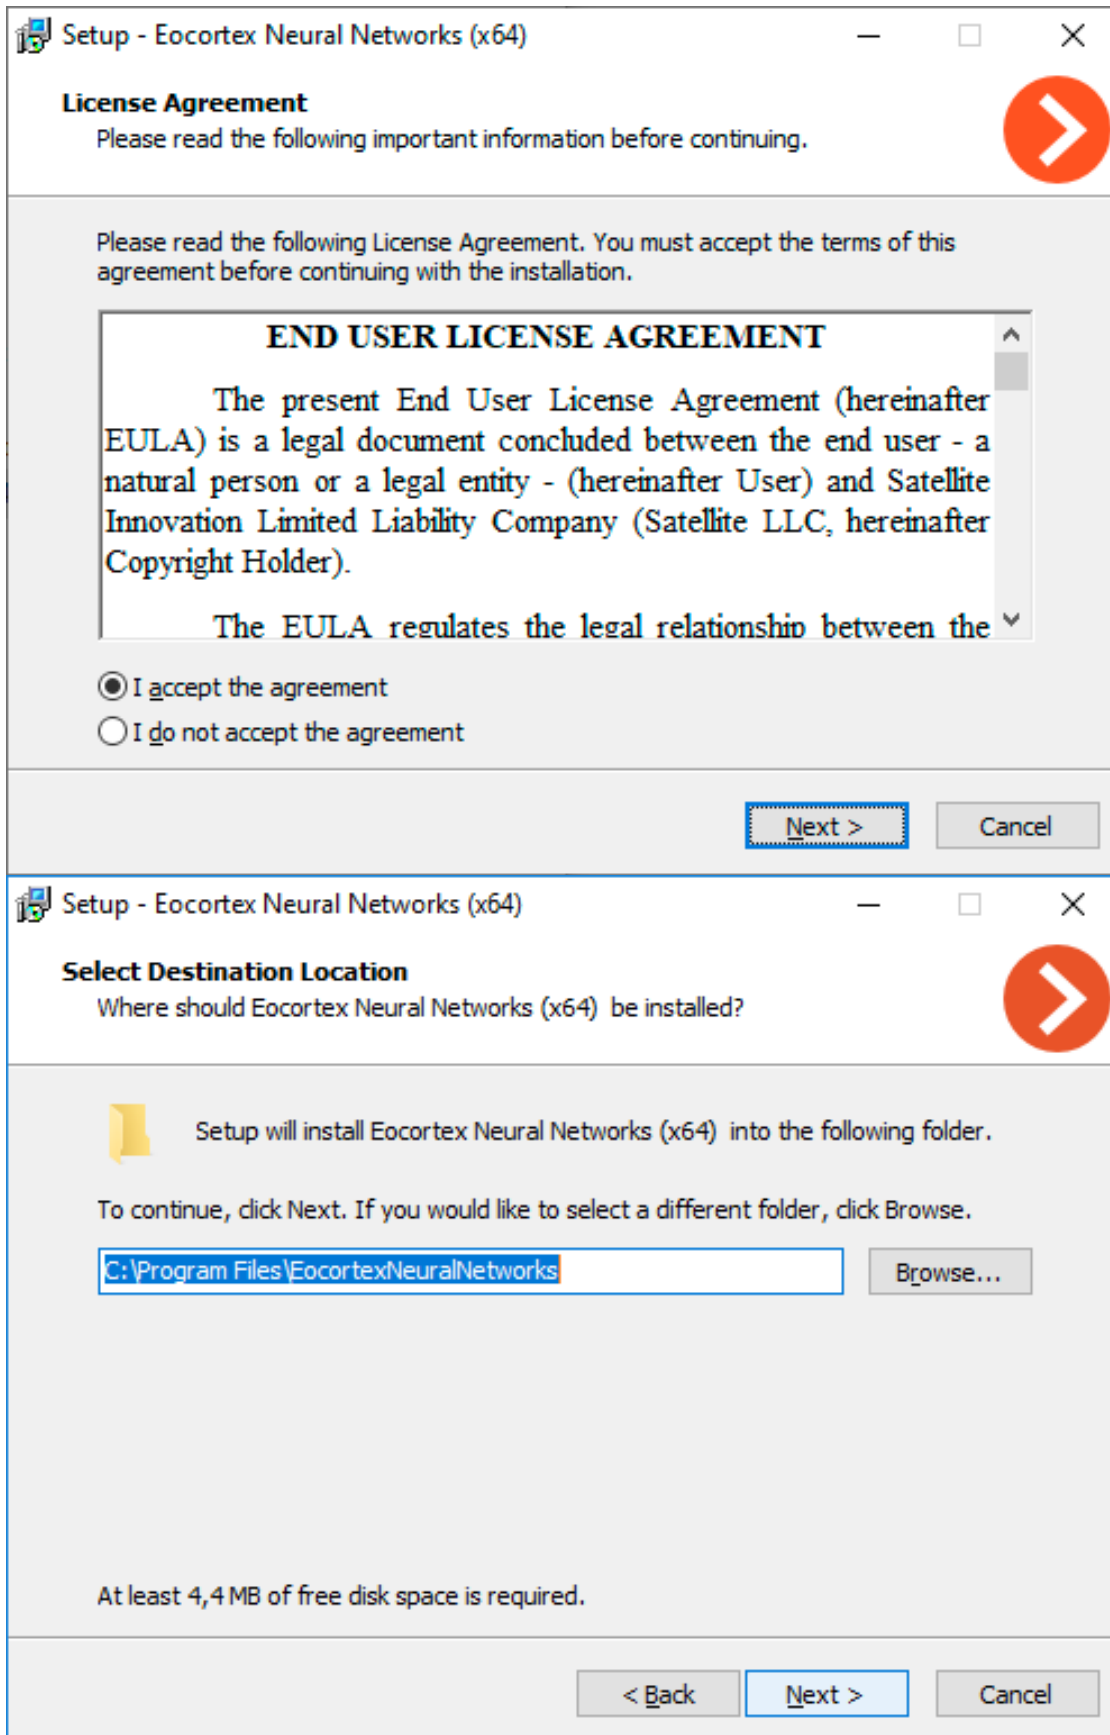 Setup - Eocortex Neural Networks (x64)
License Agreement
Please read the following important information before continuing.
Please read the following License Agreement. You must accept the terms of this
agreement before continuing with the installation.
END USER LICENSE AGREEMENT
The present End User License Agreement (hereinafter
EULA) is a legal document concluded between the end user - a
natural person or a legal entity - (hereinafter User) and Satellite
Innovation Limited Liability Company (Satellite LLC, hereinafter
Copyright Holder).
The EULA regulates the legal relationship between the
I accept the agreement
I do not accept the agreement
Next >
Cancel
Setup - Eocortex Neural Networks (x64)
Select Destination Location
Where should Eocortex Neural Networks (x64) be installed?
Setup will install Eocortex Neural Networks (x64) into the following folder.
To continue, click Next. If you would like to select a different folder, click Browse.
C:\Program Files\EocortexNeuralNetworks
Browse...
At least 4,4 MB of free disk space is required.
< Back
Next >
Cancel